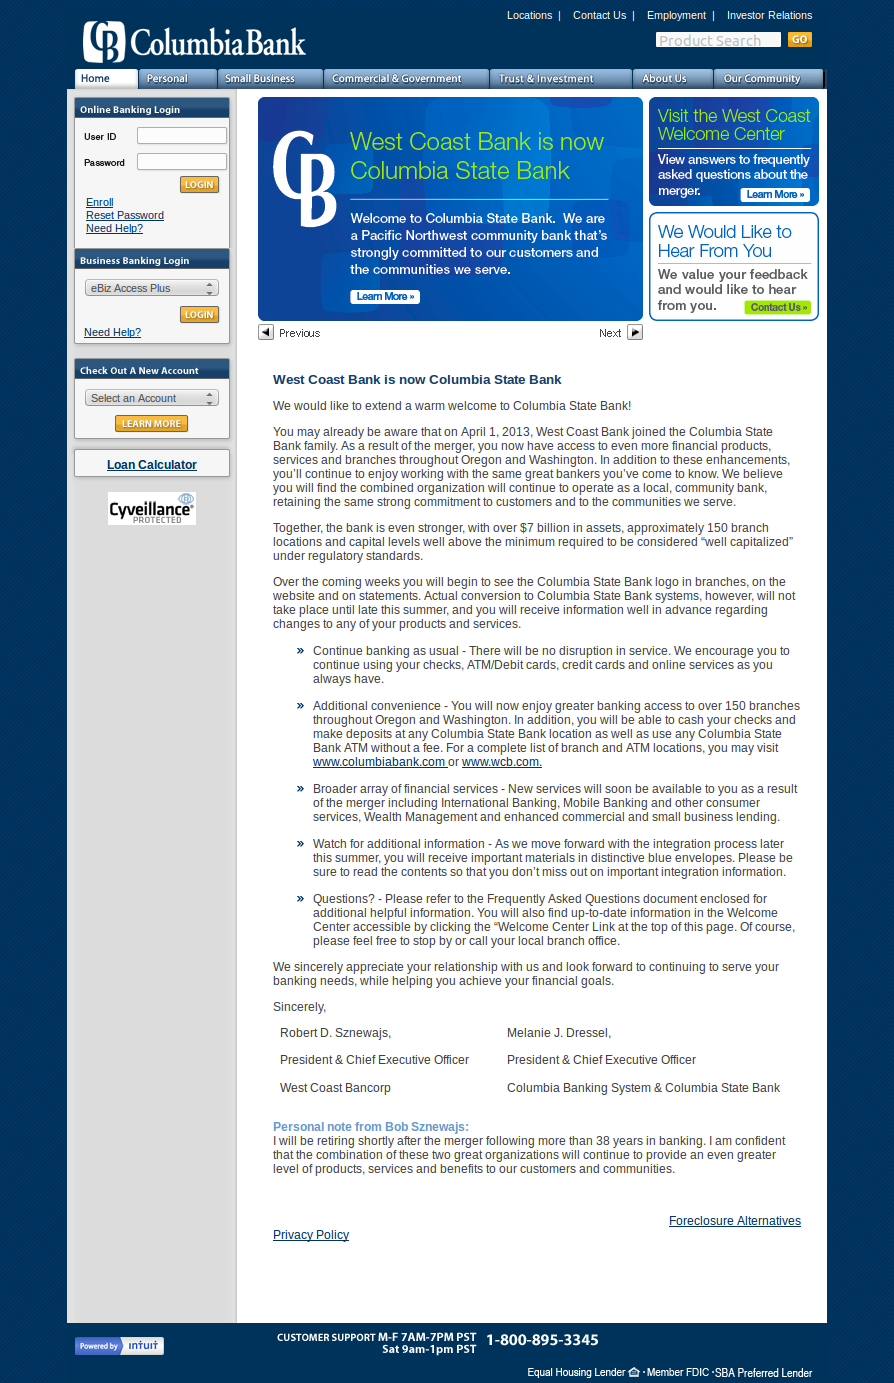 Locations | Contact Us | Employment | Investor Relations
Product Search GO
CB ColumbiaBank
Home Personal Small Business Commercial & Government Trust & Investment About Us Our Community
Online Banking Login
User ID
Password
LOGIN
Enroll
Reset Password
Need Help?
Business Banking Login
eBiz Access Plus
LOGIN
Need Help?
Check Out A New Account
Select an Account
LEARN MORE
Loan Calculator
Cyveillance®
PROTECTED
CB
West Coast Bank is now
Columbia State Bank
Welcome to Columbia State Bank. We are
a Pacific Northwest community bank that's
strongly committed to our customers and
the communities we serve.
Learn More »
Visit the West Coast
Welcome Center
View answers to frequently
asked questions about the
merger.
Learn More »
We Would Like to
Hear From You
We value your feedback
and would like to hear
from you.
Contact Us »
Previous Next
West Coast Bank is now Columbia State Bank
We would like to extend a warm welcome to Columbia State Bank!
You may already be aware that on April 1, 2013, West Coast Bank joined the Columbia State
Bank family. As a result of the merger, you now have access to even more financial products,
services and branches throughout Oregon and Washington. In addition to these enhancements,
you’ll continue to enjoy working with the same great bankers you’ve come to know. We believe
you will find the combined organization will continue to operate as a local, community bank,
retaining the same strong commitment to customers and to the communities we serve.
Together, the bank is even stronger, with over $7 billion in assets, approximately 150 branch
locations and capital levels well above the minimum required to be considered “well capitalized”
under regulatory standards.
Over the coming weeks you will begin to see the Columbia State Bank logo in branches, on the
website and on statements. Actual conversion to Columbia State Bank systems, however, will not
take place until late this summer, and you will receive information well in advance regarding
changes to any of your products and services.
» Continue banking as usual - There will be no disruption in service. We encourage you to
continue using your checks, ATM/Debit cards, credit cards and online services as you
always have.
» Additional convenience - You will now enjoy greater banking access to over 150 branches
throughout Oregon and Washington. In addition, you will be able to cash your checks and
make deposits at any Columbia State Bank location as well as use any Columbia State
Bank ATM without a fee. For a complete list of branch and ATM locations, you may visit
www.columbiabank.com or www.wcb.com.
» Broader array of financial services - New services will soon be available to you as a result
of the merger including International Banking, Mobile Banking and other consumer
services, Wealth Management and enhanced commercial and small business lending.
» Watch for additional information - As we move forward with the integration process later
this summer, you will receive important materials in distinctive blue envelopes. Please be
sure to read the contents so that you don’t miss out on important integration information.
» Questions? - Please refer to the Frequently Asked Questions document enclosed for
additional helpful information. You will also find up-to-date information in the Welcome
Center accessible by clicking the “Welcome Center Link at the top of this page. Of course,
please feel free to stop by or call your local branch office.
We sincerely appreciate your relationship with us and look forward to continuing to serve your
banking needs, while helping you achieve your financial goals.
Sincerely,
Robert D. Sznewajs, Melanie J. Dressel,
President & Chief Executive Officer President & Chief Executive Officer
West Coast Bancorp Columbia Banking System & Columbia State Bank
Personal note from Bob Sznewajs:
I will be retiring shortly after the merger following more than 38 years in banking. I am confident
that the combination of these two great organizations will continue to provide an even greater
level of products, services and benefits to our customers and communities.
Foreclosure Alternatives
Privacy Policy
Powered by intuit
CUSTOMER SUPPORT M-F 7AM-7PM PST 1-800-895-3345
Sat 9am-1pm PST
Equal Housing Lender · Member FDIC · SBA Preferred Lender